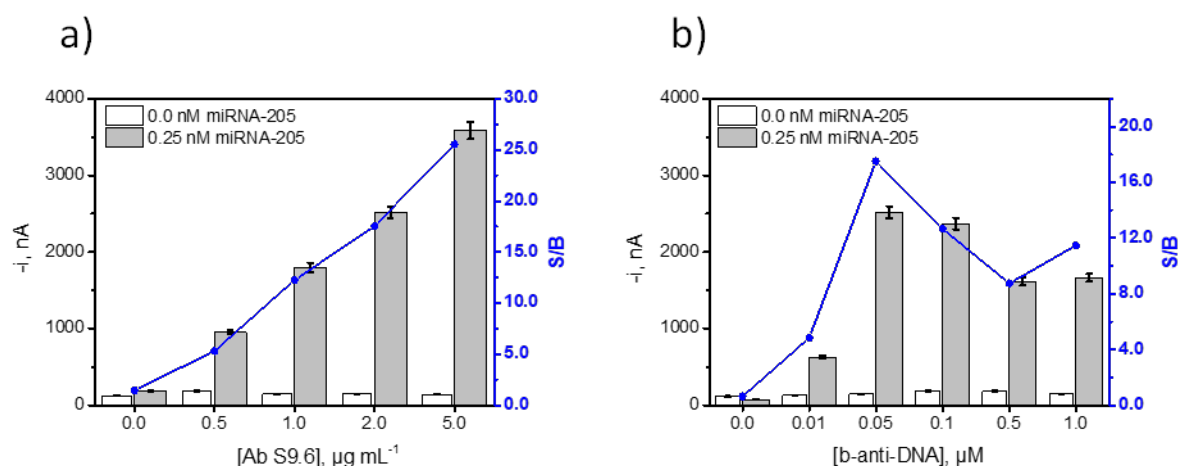 a)
4000
3000
2000
1000
0
-i, nA
0.0 nM miRNA-205
0.25 nM miRNA-205
30.0
25.0
20.0
15.0
10.0
5.0
0.0
S/B
0.0 0.5 1.0 2.0 5.0
[Ab S9.6], µg mL⁻¹
b)
4000
3000
2000
1000
0
-i, nA
0.0 nM miRNA-205
0.25 nM miRNA-205
20.0
16.0
12.0
8.0
4.0
0.0
S/B
0.0 0.01 0.05 0.1 0.5 1.0
[b-anti-DNA], µM